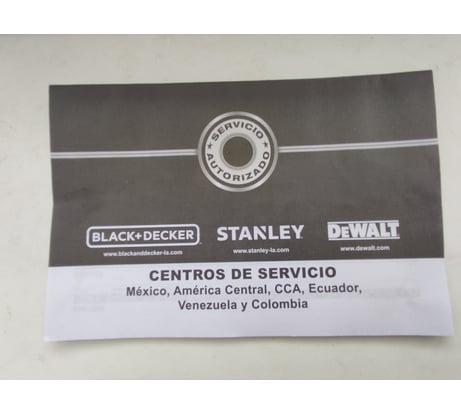 SERVICIO
AUTORIZADO
BLACK+DECKER STANLEY DEWALT
www.blackanddecker-la.com www.stanley-la.com www.dewalt.com
CENTROS DE SERVICIO
México, América Central, CCA, Ecuador,
Venezuela y Colombia